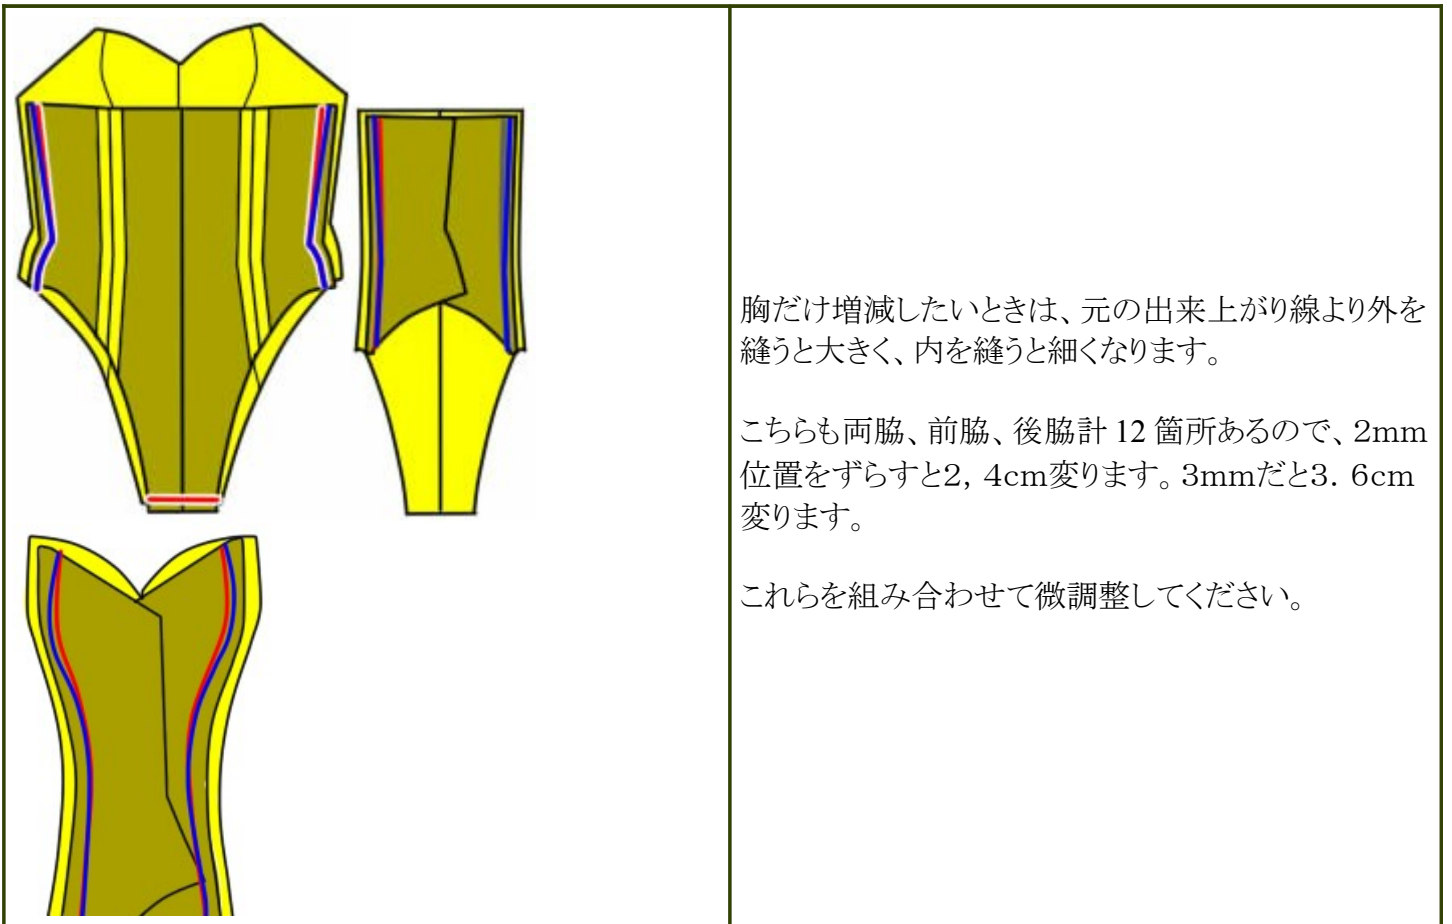 胸だけ増減したいときは、元の出来上がり線より外を
縫うと大きく、内を縫うと細くなります。
こちらも両脇、前脇、後脇計 12 箇所あるので、２mm
位置をずらすと２，４cm変ります。３mmだと３．６cm
変ります。
これらを組み合わせて微調整してください。